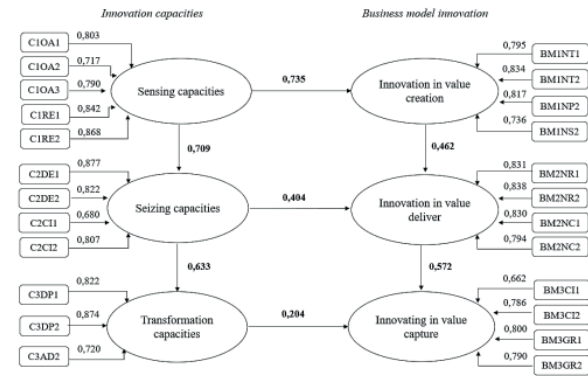 Innovation capacities
Business model innovation
C1OA1
0,803
C1OA2
0,717
C1OA3
0,790
C1RE1
0,842
C1RE2
0,868
Sensing capacities
0,735
Innovation in value
creation
0,795
BM1NT1
0,834
BM1NT2
0,817
BM1NP2
0,736
BM1NS2
0,709
0,462
C2DE1
0,877
C2DE2
0,822
C2CI1
0,680
C2CI2
0,807
Seizing capacities
0,404
Innovation in value
deliver
0,831
BM2NR1
0,838
BM2NR2
0,830
BM2NC1
0,794
BM2NC2
0,633
0,572
C3DP1
0,822
C3DP2
0,874
C3AD2
0,720
Transformation
capacities
0,204
Innovating in value
capture
0,662
BM3CI1
0,786
BM3CI2
0,800
BM3GR1
0,790
BM3GR2